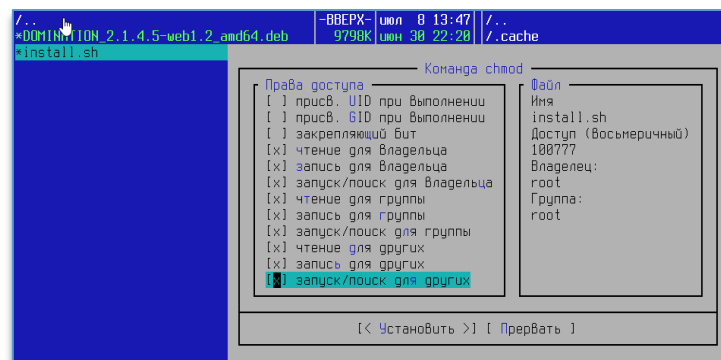 /.. -ВВЕРХ- июл 8 13:47 /..
*DOMINATION_2.1.4.5-web1.2_amd64.deb 9798K июн 30 22:20 /.cache
*install.sh
Команда chmod
Права доступа Файл
[ ] присв. UID при выполнении Имя
[ ] присв. GID при выполнении install.sh
[ ] закрепляющий бит Доступ (восьмеричный)
[x] чтение для владельца 100777
[x] запись для владельца Владелец:
[x] запуск/поиск для владельца root
[x] чтение для группы Группа:
[x] запись для группы root
[x] запуск/поиск для группы
[x] чтение для других
[x] запись для других
[x] запуск/поиск для других
[< Установить >] [ Прервать ]